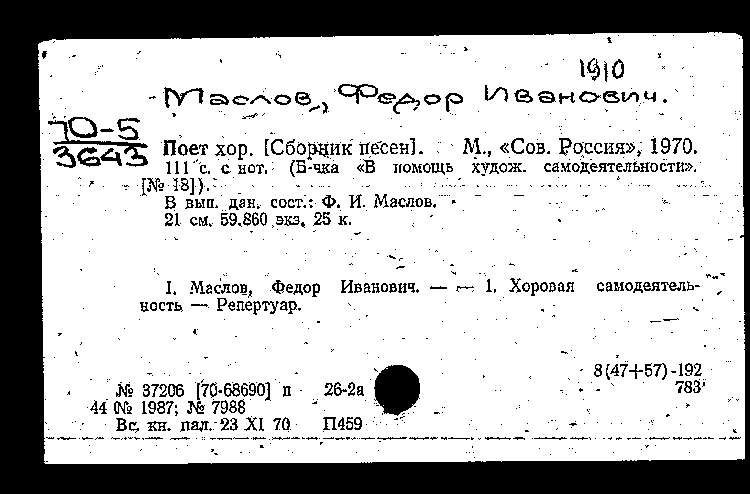 1910
Маслов, Федор Иванович.
70-5
3643
Поет хор. [Сборник песен]. М., «Сов. Россия», 1970.
111 с. с нот. (Б-чка «В помощь худож. самодеятельности».
[№ 18]).
В вып. дан. сост.: Ф. И. Маслов.
21 см. 59.860 экз. 25 к.
I. Маслов, Федор Иванович. — — 1. Хоровая самодеятель-
ность — Репертуар.
8(47+57)-192
№ 37206 [70-68690] п 26-2а 783
44 № 1987; № 7988
Вс. кн. пал. 23 XI 70 П459